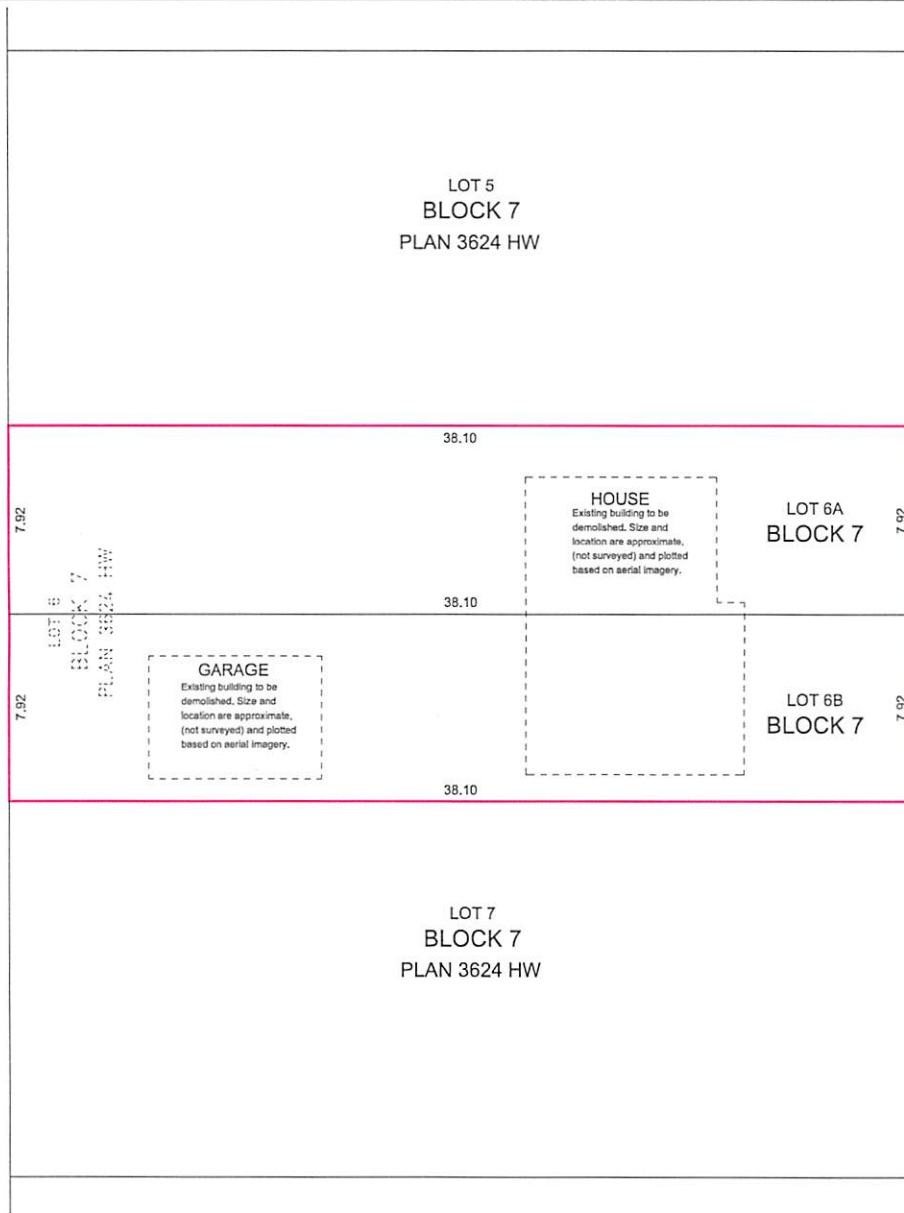 LOT 5
BLOCK 7
PLAN 3624 HW
38.10
7.92
HOUSE
Existing building to be
demolished. Size and
location are approximate,
(not surveyed) and plotted
based on aerial imagery.
LOT 6A
BLOCK 7
7.92
LOT 6
BLOCK 7
PLAN 3624 HW
38.10
7.92
GARAGE
Existing building to be
demolished. Size and
location are approximate,
(not surveyed) and plotted
based on aerial imagery.
LOT 6B
BLOCK 7
7.92
38.10
LOT 7
BLOCK 7
PLAN 3624 HW